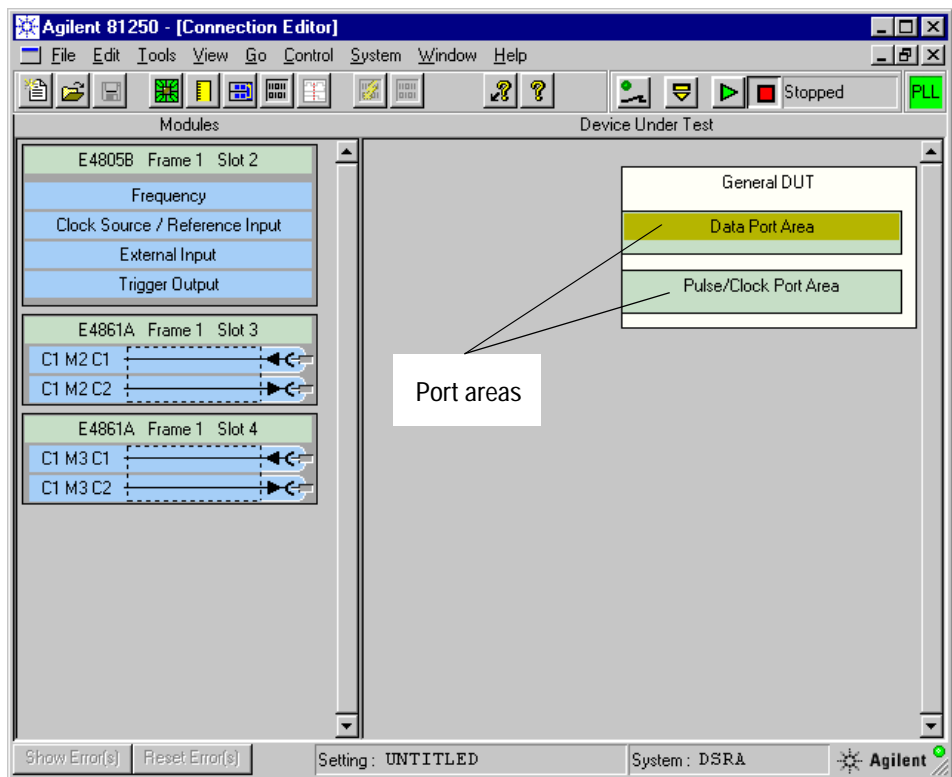 Agilent 81250 - [Connection Editor]
File Edit Tools View Go Control System Window Help
Stopped
PLL
Modules
Device Under Test
E4805B Frame 1 Slot 2
Frequency
Clock Source / Reference Input
External Input
Trigger Output
E4861A Frame 1 Slot 3
C1 M2 C1
C1 M2 C2
E4861A Frame 1 Slot 4
C1 M3 C1
C1 M3 C2
General DUT
Data Port Area
Pulse/Clock Port Area
Port areas
Show Error(s) Reset Error(s) Setting : UNTITLED System : DSRA Agilent